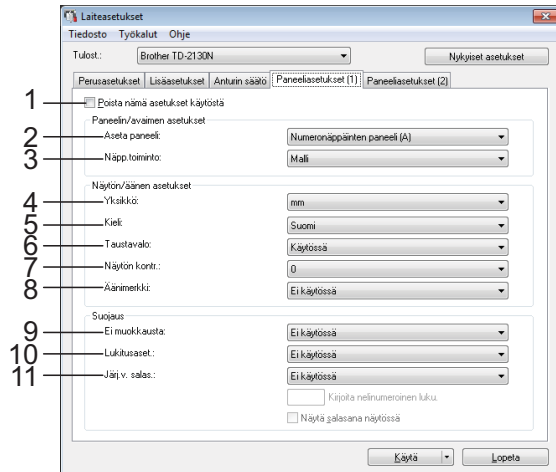 Laiteasetukset
Tiedosto Työkalut Ohje
Tulost.: Brother TD-2130N Nykyiset asetukset
Perusasetukset Lisäasetukset Anturin säätö Paneeliasetukset (1) Paneeliasetukset (2)
1 Poista nämä asetukset käytöstä
Paneelin/avaimen asetukset
2 Aseta paneeli: Numeronäppäinten paneeli (A)
3 Näpp.toiminto: Malli
Näytön/äänen asetukset
4 Yksikkö: mm
5 Kieli: Suomi
6 Taustavalo: Käytössä
7 Näytön kontr.: 0
8 Äänimerkki: Ei käytössä
Suojaus
9 Ei muokkausta: Ei käytössä
10 Lukitusaset.: Ei käytössä
11 Järj.v. salas.: Ei käytössä
Kirjoita nelinumeroinen luku.
Näytä salasana näytössä
Käytä Lopeta